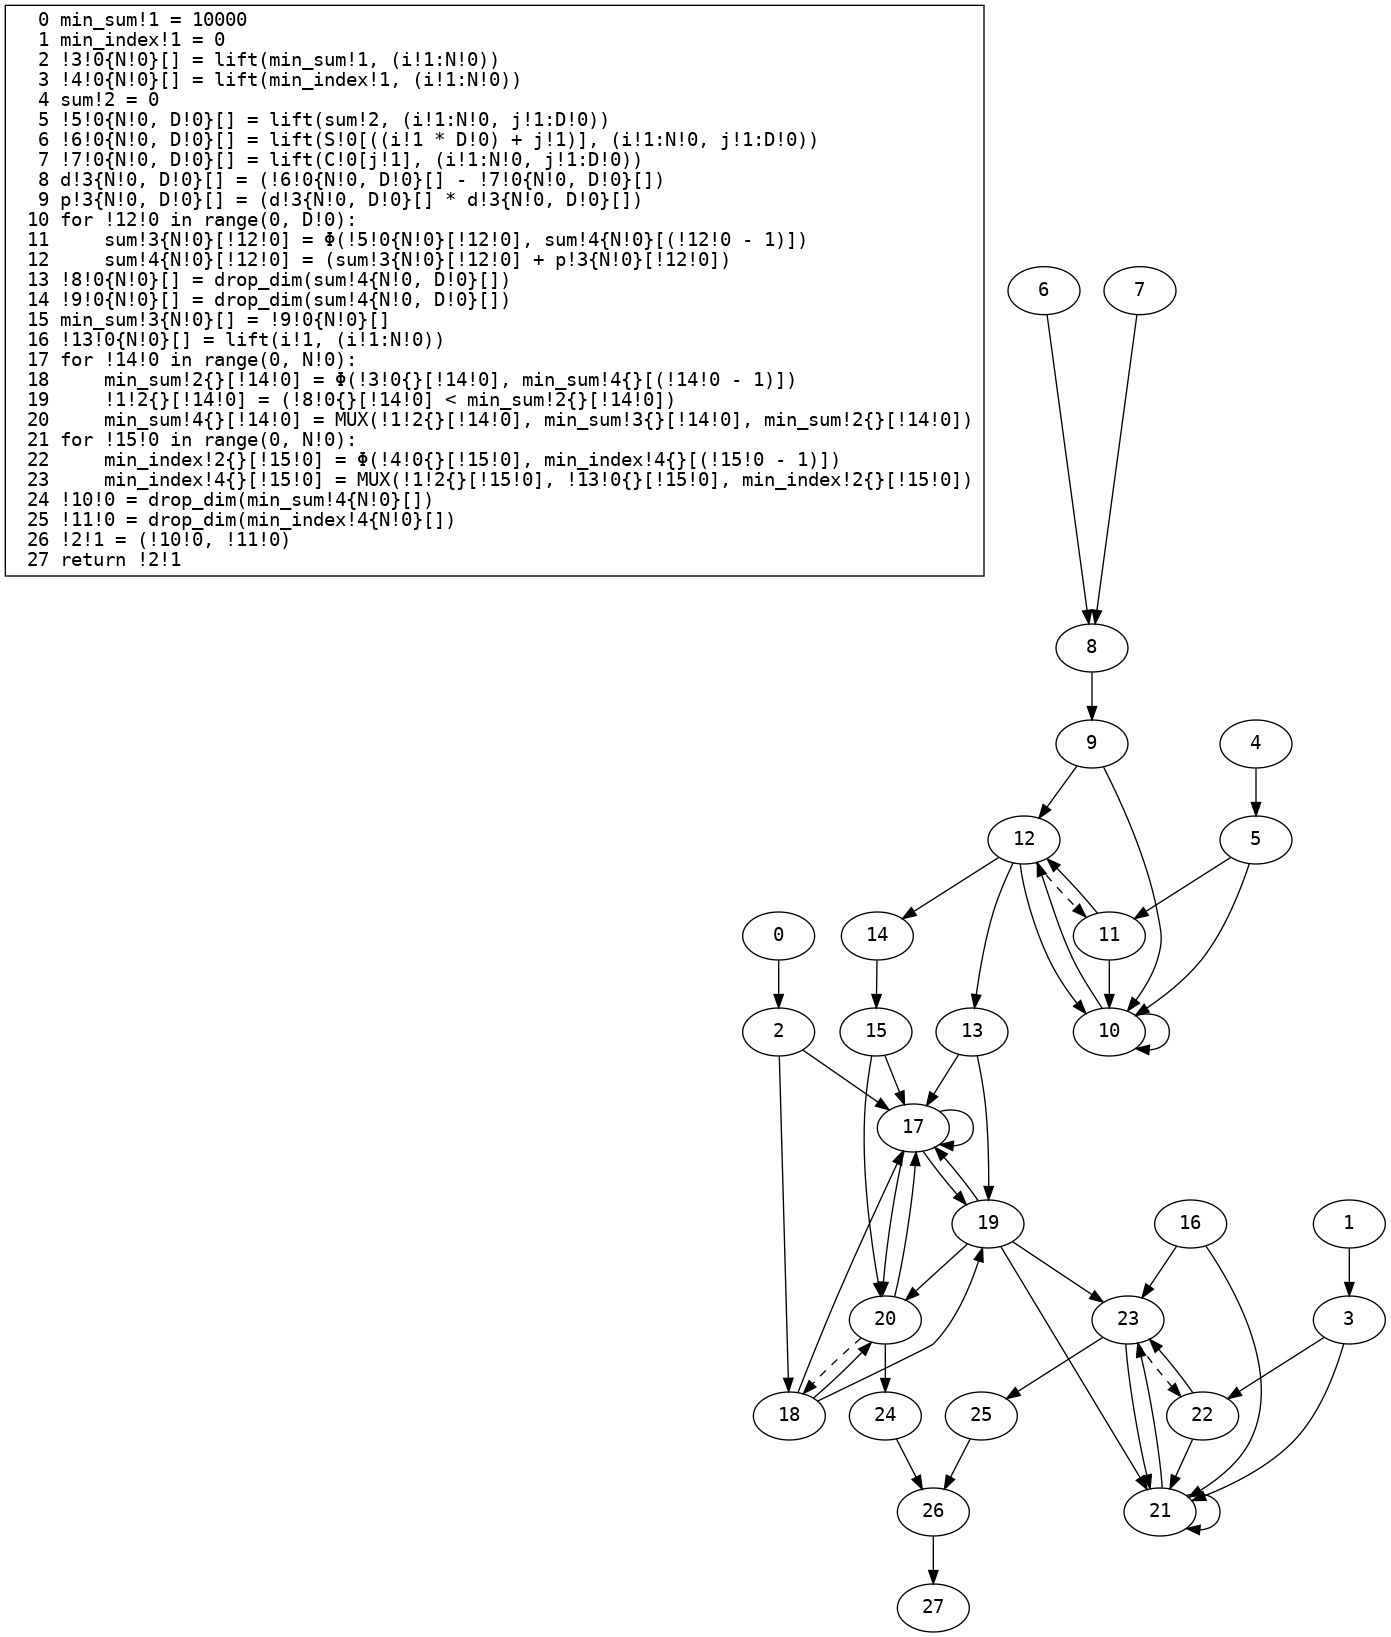 0 min_sum!1 = 10000
1 min_index!1 = 0
2 !3!0{N!0}[] = lift(min_sum!1, (i!1:N!0))
3 !4!0{N!0}[] = lift(min_index!1, (i!1:N!0))
4 sum!2 = 0
5 !5!0{N!0, D!0}[] = lift(sum!2, (i!1:N!0, j!1:D!0))
6 !6!0{N!0, D!0}[] = lift(S!0[((i!1 * D!0) + j!1)], (i!1:N!0, j!1:D!0))
7 !7!0{N!0, D!0}[] = lift(C!0[j!1], (i!1:N!0, j!1:D!0))
8 d!3{N!0, D!0}[] = (!6!0{N!0, D!0}[] - !7!0{N!0, D!0}[])
9 p!3{N!0, D!0}[] = (d!3{N!0, D!0}[] * d!3{N!0, D!0}[])
10 for !12!0 in range(0, D!0):
11     sum!3{N!0}[!12!0] = Φ(!5!0{N!0}[!12!0], sum!4{N!0}[(!12!0 - 1)])
12     sum!4{N!0}[!12!0] = (sum!3{N!0}[!12!0] + p!3{N!0}[!12!0])
13 !8!0{N!0}[] = drop_dim(sum!4{N!0, D!0}[])
14 !9!0{N!0}[] = drop_dim(sum!4{N!0, D!0}[])
15 min_sum!3{N!0}[] = !9!0{N!0}[]
16 !13!0{N!0}[] = lift(i!1, (i!1:N!0))
17 for !14!0 in range(0, N!0):
18     min_sum!2{}[!14!0] = Φ(!3!0{}[!14!0], min_sum!4{}[(!14!0 - 1)])
19     !1!2{}[!14!0] = (!8!0{}[!14!0] < min_sum!2{}[!14!0])
20     min_sum!4{}[!14!0] = MUX(!1!2{}[!14!0], min_sum!3{}[!14!0], min_sum!2{}[!14!0])
21 for !15!0 in range(0, N!0):
22     min_index!2{}[!15!0] = Φ(!4!0{}[!15!0], min_index!4{}[(!15!0 - 1)])
23     min_index!4{}[!15!0] = MUX(!1!2{}[!15!0], !13!0{}[!15!0], min_index!2{}[!15!0])
24 !10!0 = drop_dim(min_sum!4{N!0}[])
25 !11!0 = drop_dim(min_index!4{N!0}[])
26 !2!1 = (!10!0, !11!0)
27 return !2!1
6 7
8
9 4
12 5
0 14 11
2 15 13 10
17
19 16 1
20 23 3
18 24 25 22
26 21
27